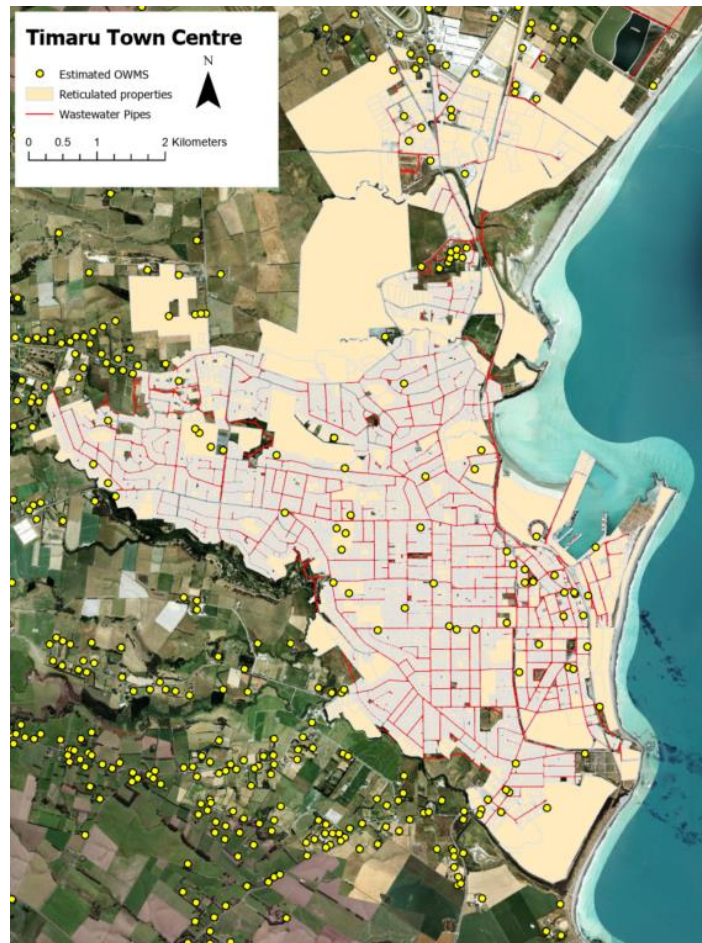 Timaru Town Centre
N
Estimated OWMS
Reticulated properties
Wastewater Pipes
0 0.5 1 2 Kilometers